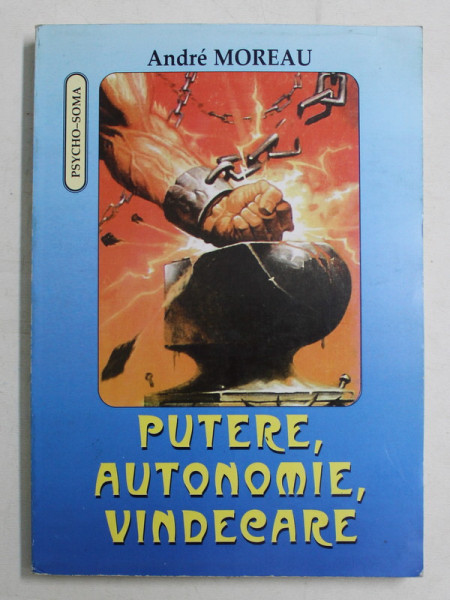 André MOREAU
PSYCHO-SOMA
PUTERE,
AUTONOMIE,
VINDECARE